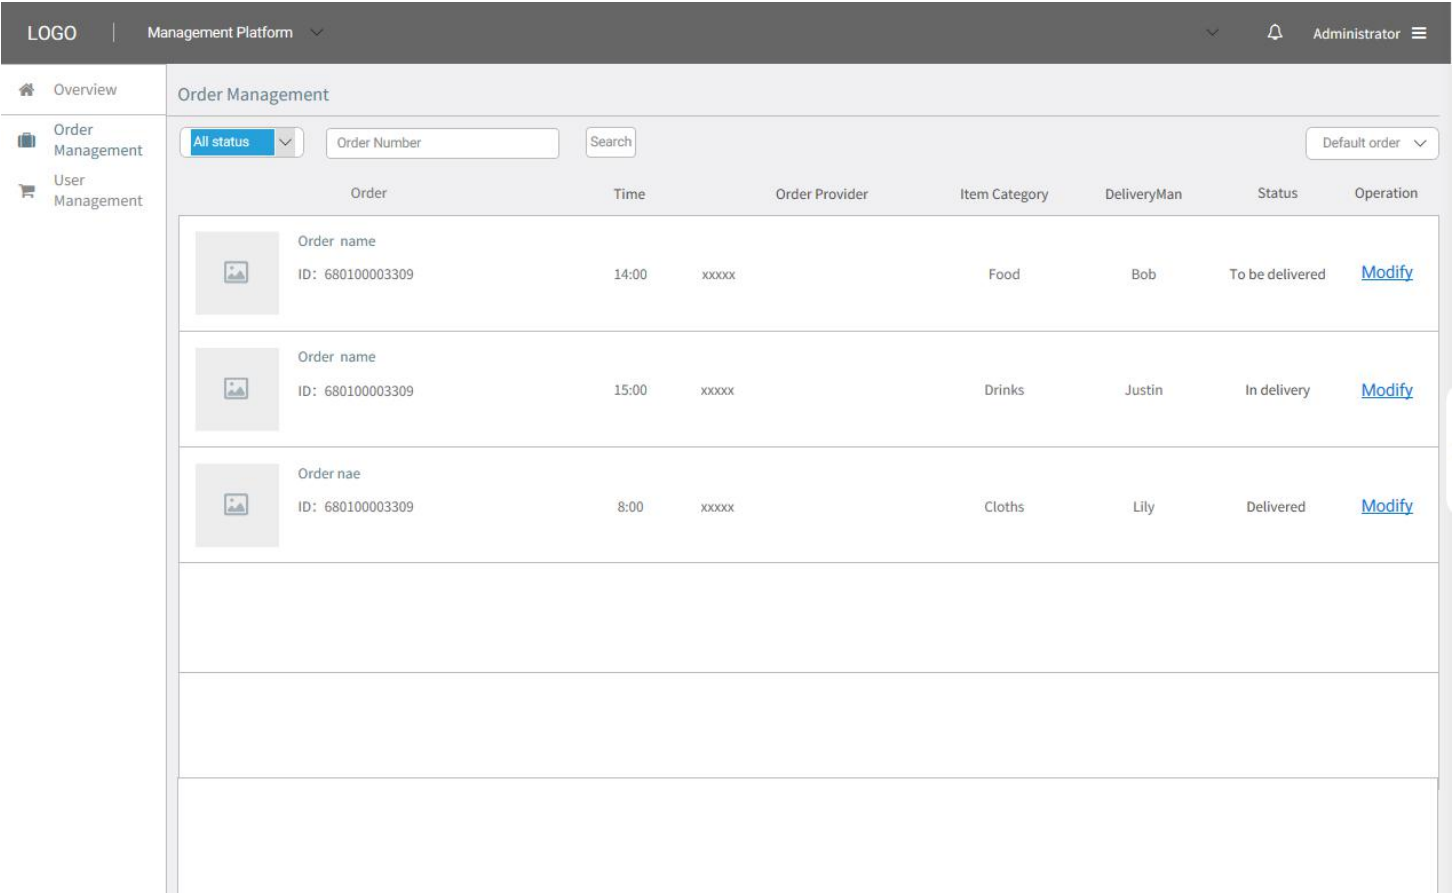 LOGO Management Platform Administrator
Overview
Order Management
Order
Management
User
Management
All status Order Number Search Default order
Order Time Order Provider Item Category DeliveryMan Status Operation
Order name
ID: 680100003309 14:00 xxxxx Food Bob To be delivered Modify
Order name
ID: 680100003309 15:00 xxxxx Drinks Justin In delivery Modify
Order nae
ID: 680100003309 8:00 xxxxx Cloths Lily Delivered Modify